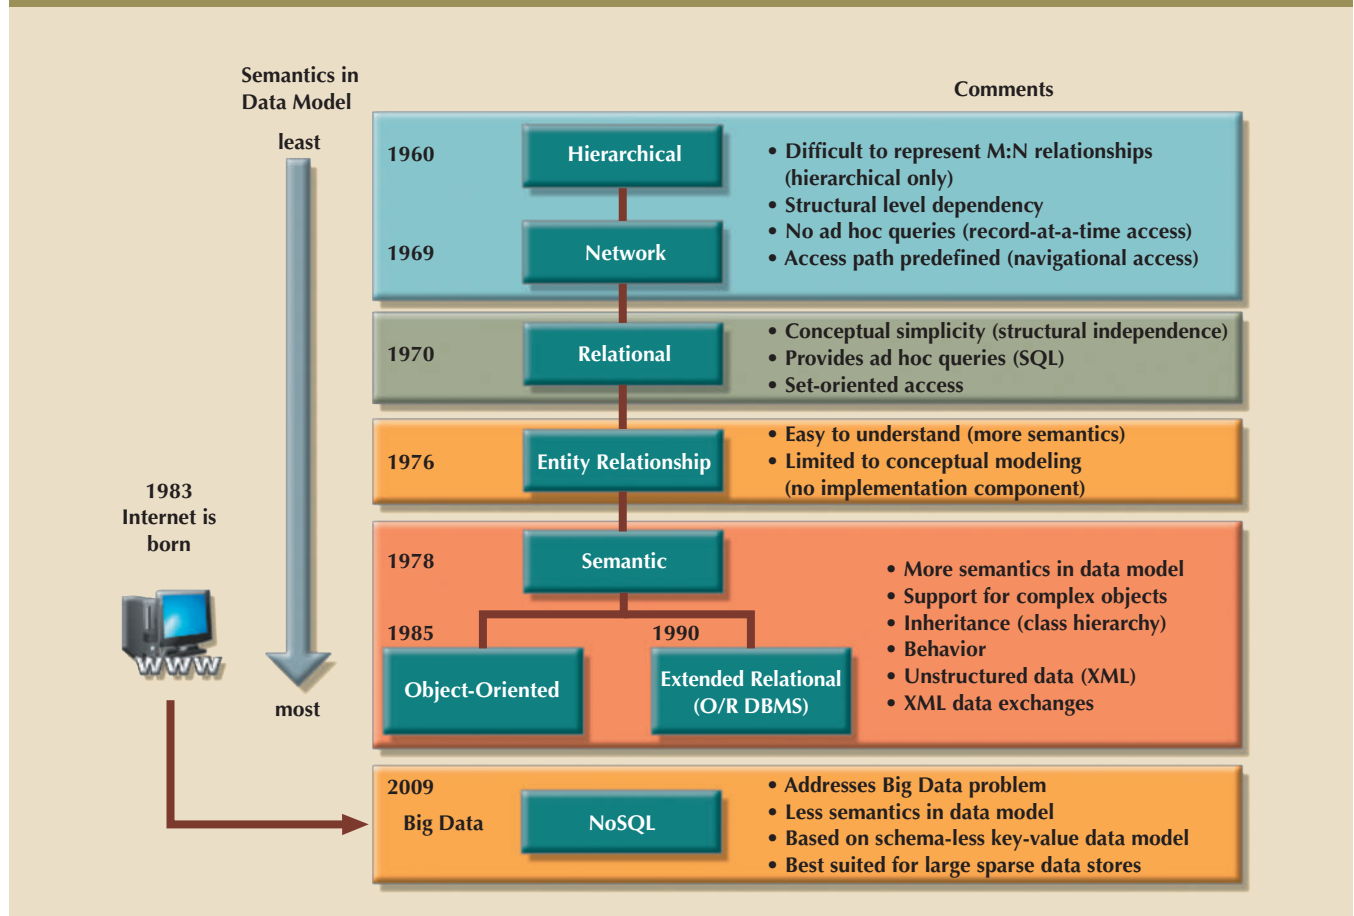 Semantics in
Data Model
least
most
Comments
1960
Hierarchical
1969
Network
• Difficult to represent M:N relationships
(hierarchical only)
• Structural level dependency
• No ad hoc queries (record-at-a-time access)
• Access path predefined (navigational access)
1970
Relational
• Conceptual simplicity (structural independence)
• Provides ad hoc queries (SQL)
• Set-oriented access
1976
Entity Relationship
• Easy to understand (more semantics)
• Limited to conceptual modeling
(no implementation component)
1983
Internet is
born
WWW
1978
Semantic
1985
Object-Oriented
1990
Extended Relational
(O/R DBMS)
• More semantics in data model
• Support for complex objects
• Inheritance (class hierarchy)
• Behavior
• Unstructured data (XML)
• XML data exchanges
2009
Big Data
NoSQL
• Addresses Big Data problem
• Less semantics in data model
• Based on schema-less key-value data model
• Best suited for large sparse data stores